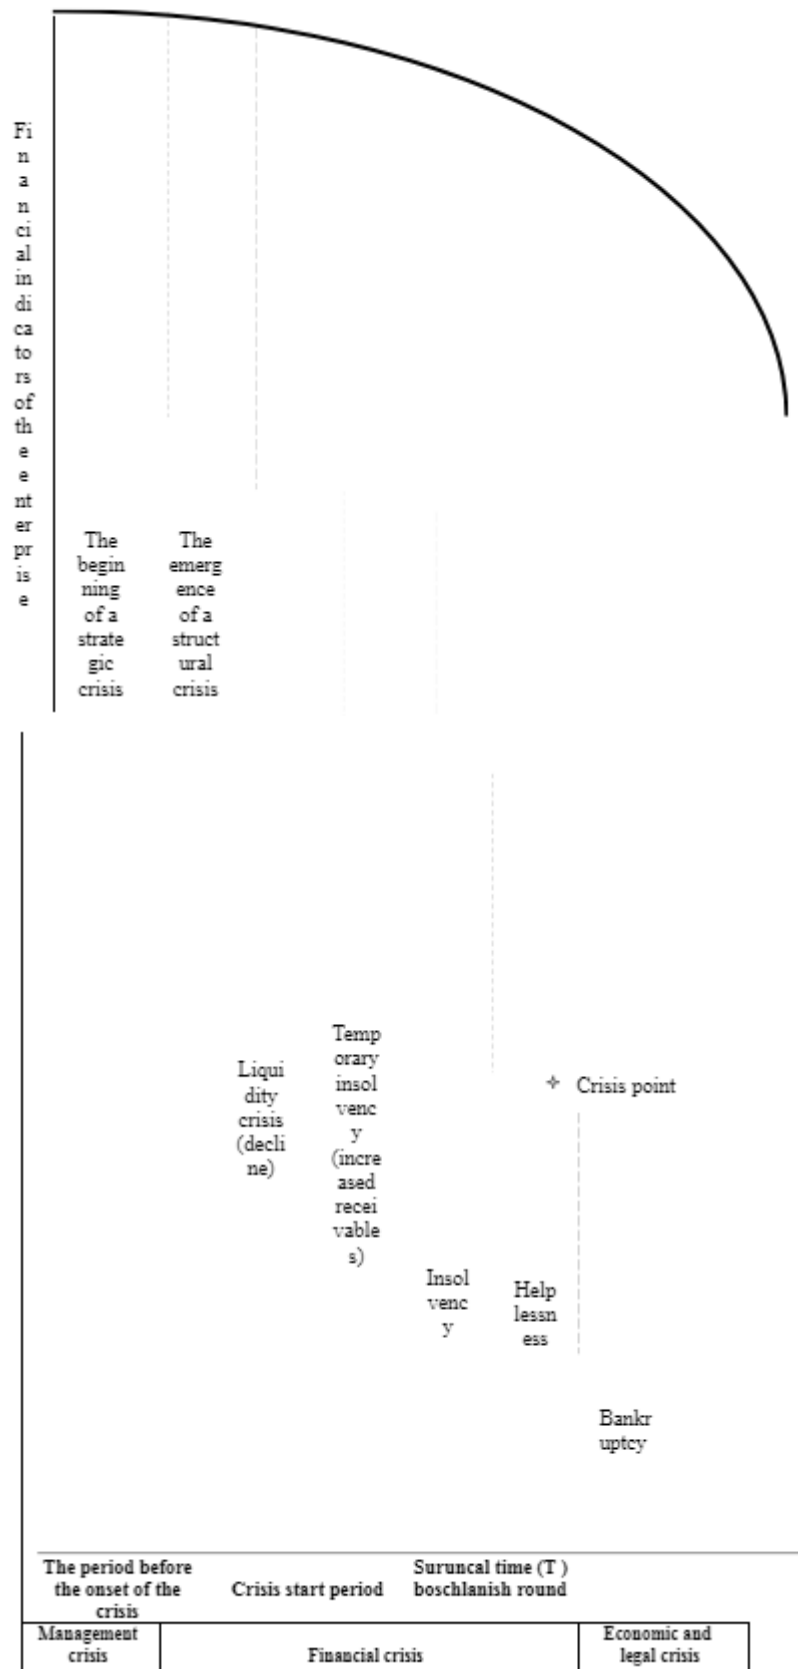 Fi
n
a
n
ci
al
in
di
ca
to
rs
of
th
e
e
nt
er
pr
is
e
The
begin
ning
of a
strate
gic
crisis
The
emerg
ence
of a
struct
ural
crisis
Liqui
dity
crisis
(decli
ne)
Temp
orary
insol
venc
y
(incre
ased
recei
vable
s)
Crisis point
Insol
venc
y
Help
lessn
ess
Bankr
uptcy
The period before
the onset of the
crisis
Crisis start period
Suruncal time (T )
boschlanish round
Management
crisis
Financial crisis
Economic and
legal crisis